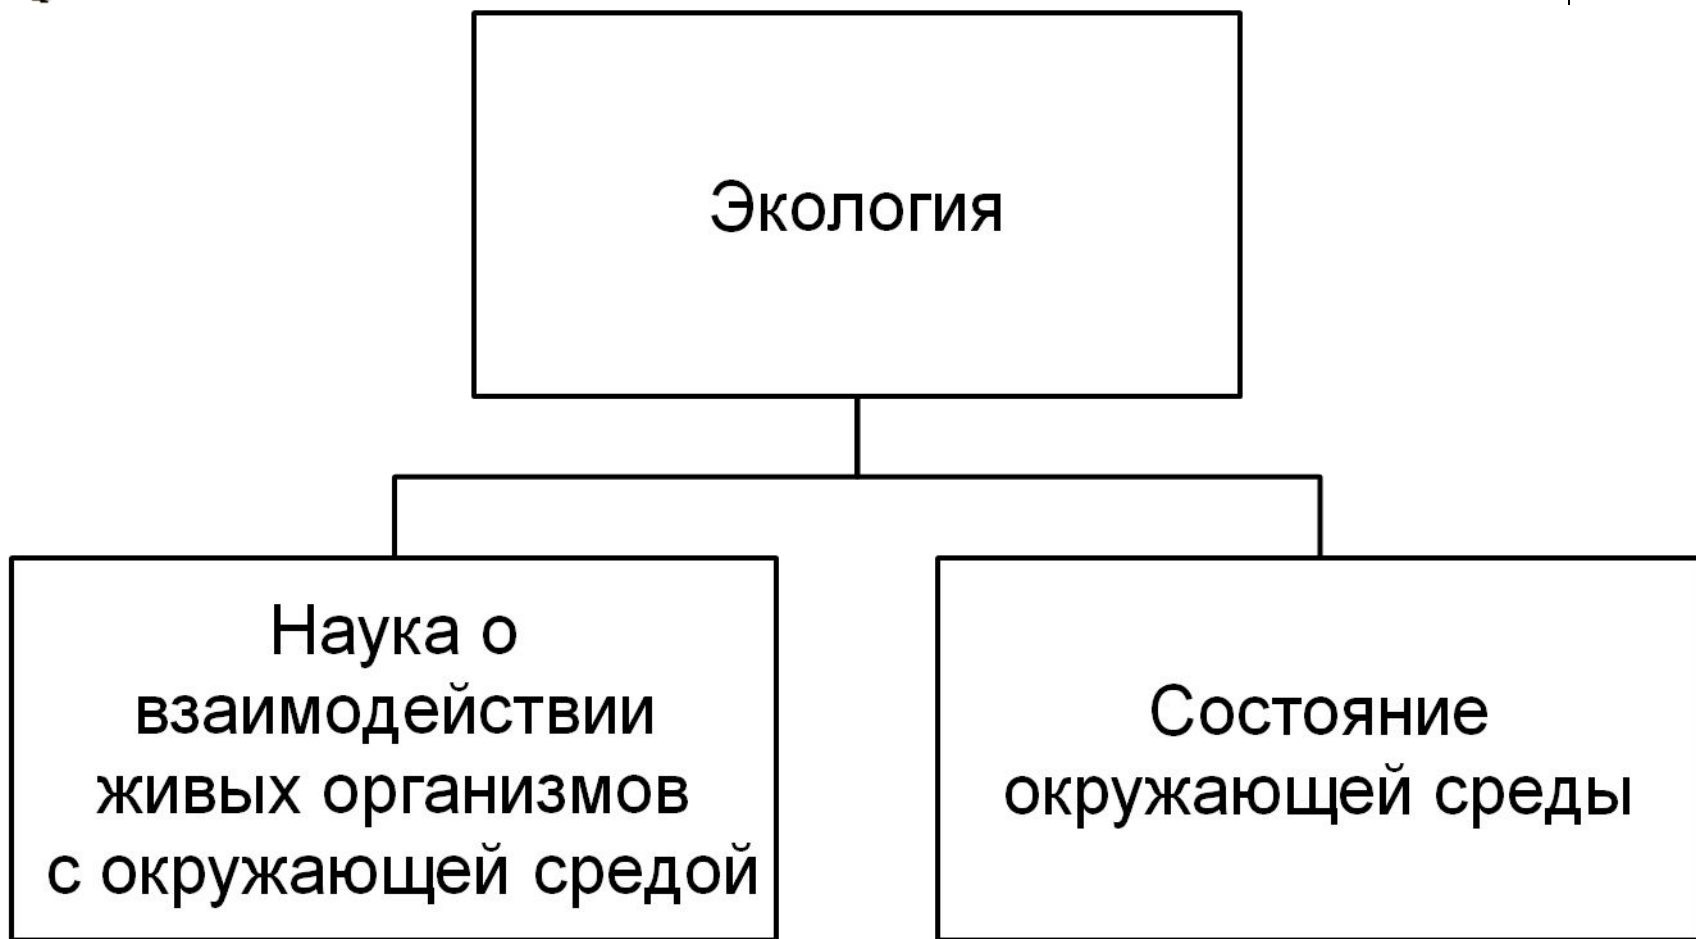 Экология
Наука о
взаимодействии
живых организмов
с окружающей средой
Состояние
окружающей среды